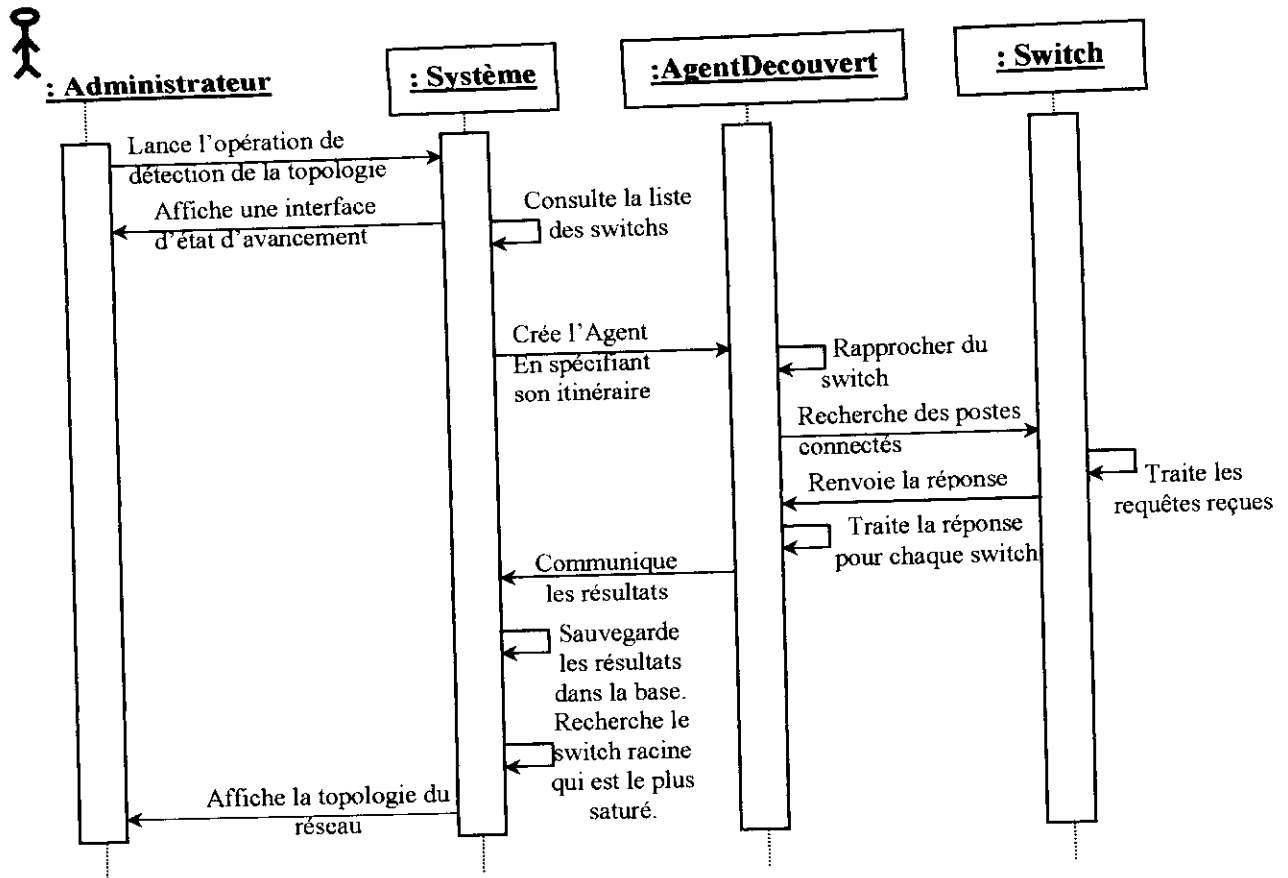 : Administrateur
: Système
:AgentDecouvert
: Switch
Lance l'opération de
détection de la topologie
Affiche une interface
d'état d'avancement
Consulte la liste
des switchs
Crée l'Agent
En spécifiant
son itinéraire
Rapprocher du
switch
Recherche des postes
connectés
Traite les
requêtes reçues
Renvoie la réponse
Traite la réponse
pour chaque switch
Communique
les résultats
Sauvegarde
les résultats
dans la base.
Recherche le
switch racine
qui est le plus
saturé.
Affiche la topologie du
réseau